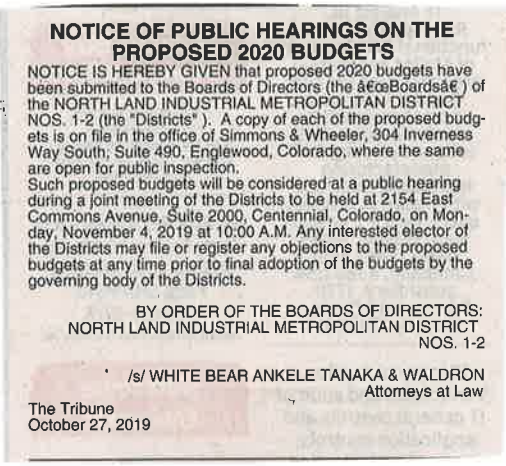 NOTICE OF PUBLIC HEARINGS ON THE
PROPOSED 2020 BUDGETS
NOTICE IS HEREBY GIVEN that proposed 2020 budgets have
been submitted to the Boards of Directors (the â€œBoardsâ€ ) of
the NORTH LAND INDUSTRIAL METROPOLITAN DISTRICT
NOS. 1-2 (the "Districts" ). A copy of each of the proposed budg-
ets is on file in the office of Simmons & Wheeler, 304 Inverness
Way South, Suite 490, Englewood, Colorado, where the same
are open for public inspection.
Such proposed budgets will be considered at a public hearing
during a joint meeting of the Districts to be held at 2154 East
Commons Avenue, Suite 2000, Centennial, Colorado, on Mon-
day, November 4, 2019 at 10:00 A.M. Any interested elector of
the Districts may file or register any objections to the proposed
budgets at any time prior to final adoption of the budgets by the
governing body of the Districts.
BY ORDER OF THE BOARDS OF DIRECTORS:
NORTH LAND INDUSTRIAL METROPOLITAN DISTRICT
NOS. 1-2
/s/ WHITE BEAR ANKELE TANAKA & WALDRON
Attorneys at Law
The Tribune
October 27, 2019